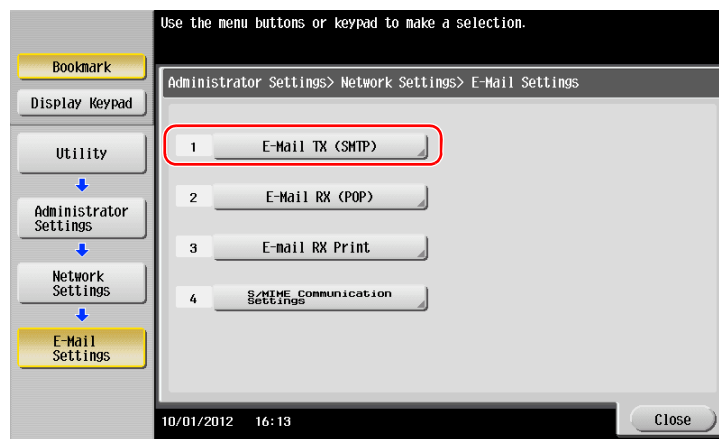 Use the menu buttons or keypad to make a selection.
Bookmark
Display Keypad
Utility
Administrator
Settings
Network
Settings
E-Mail
Settings
Administrator Settings> Network Settings> E-Mail Settings
1 E-Mail TX (SMTP)
2 E-Mail RX (POP)
3 E-mail RX Print
4 S/MIME Communication
Settings
10/01/2012 16:13
Close